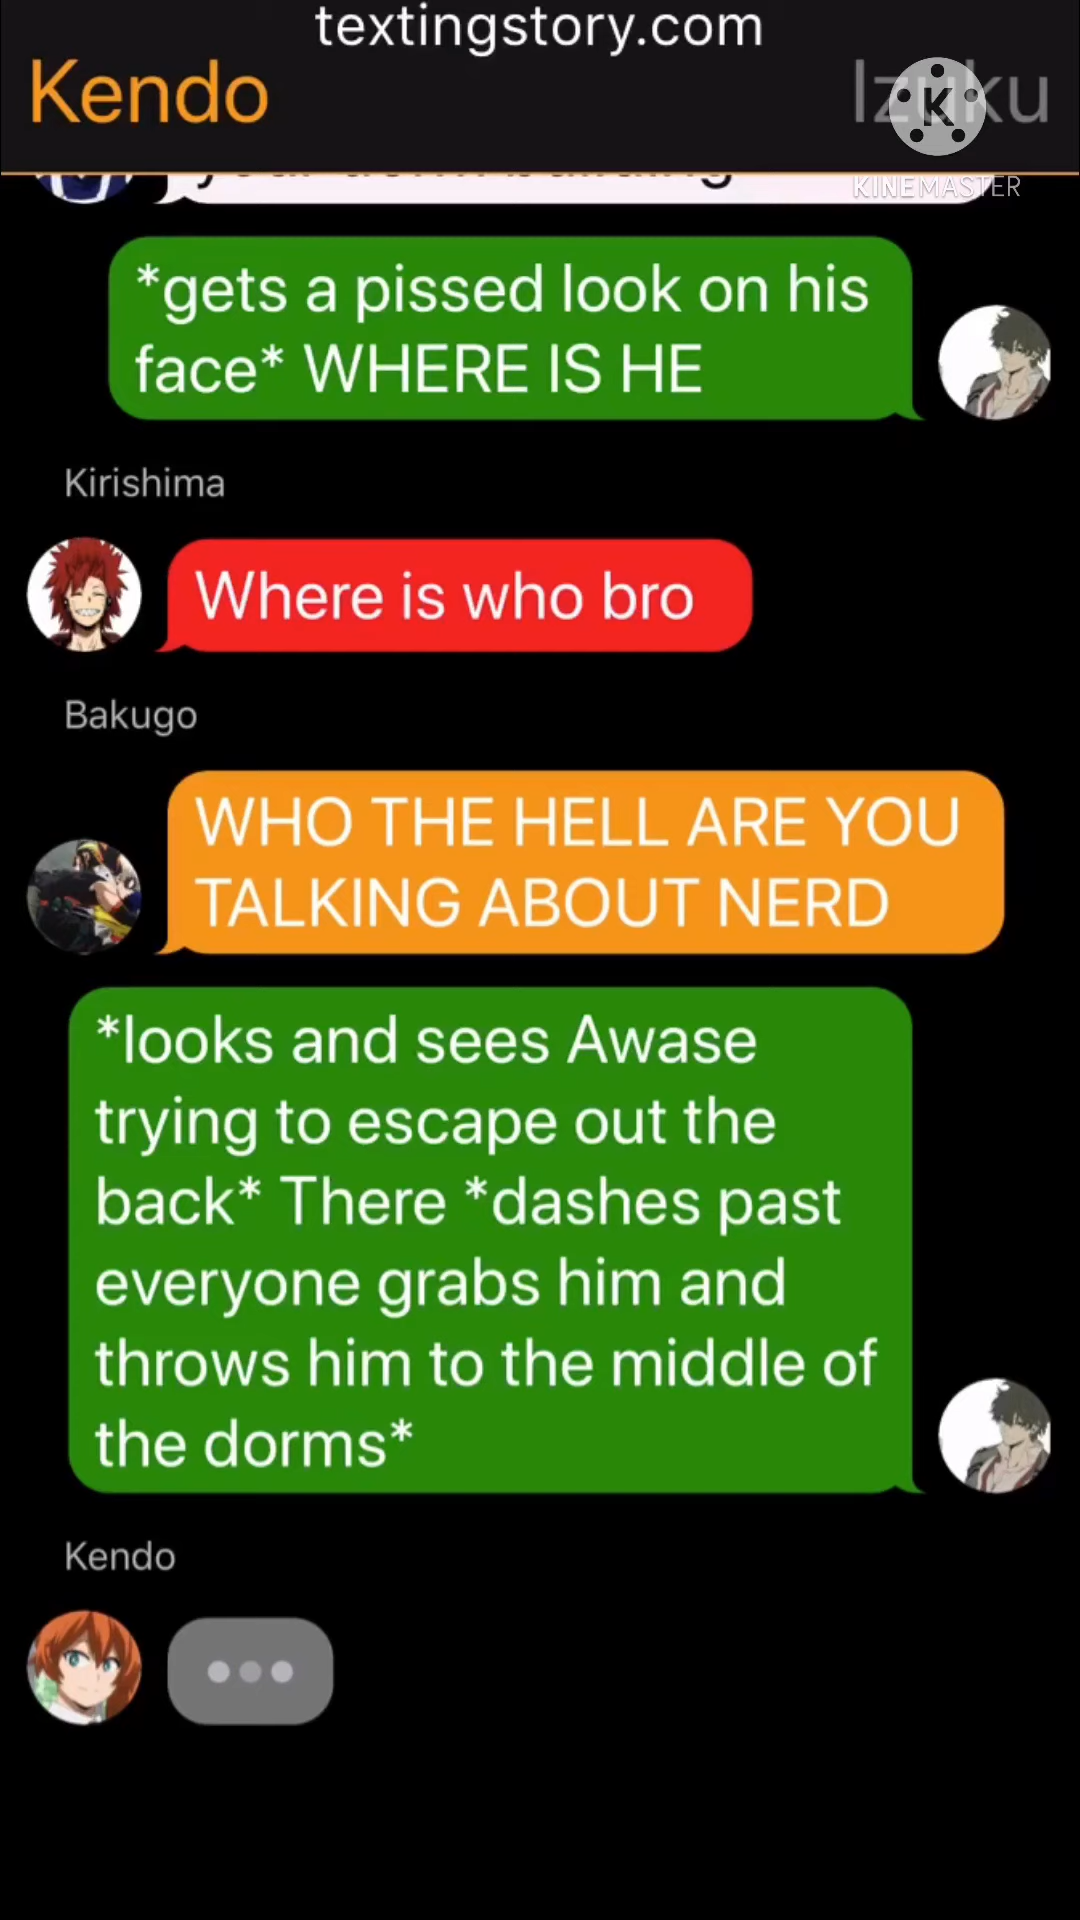 textingstory.com
Kendo
Izuku
K
KINEMASTER
*gets a pissed look on his
face* WHERE IS HE
Kirishima
Where is who bro
Bakugo
WHO THE HELL ARE YOU
TALKING ABOUT NERD
*looks and sees Awase
trying to escape out the
back* There *dashes past
everyone grabs him and
throws him to the middle of
the dorms*
Kendo